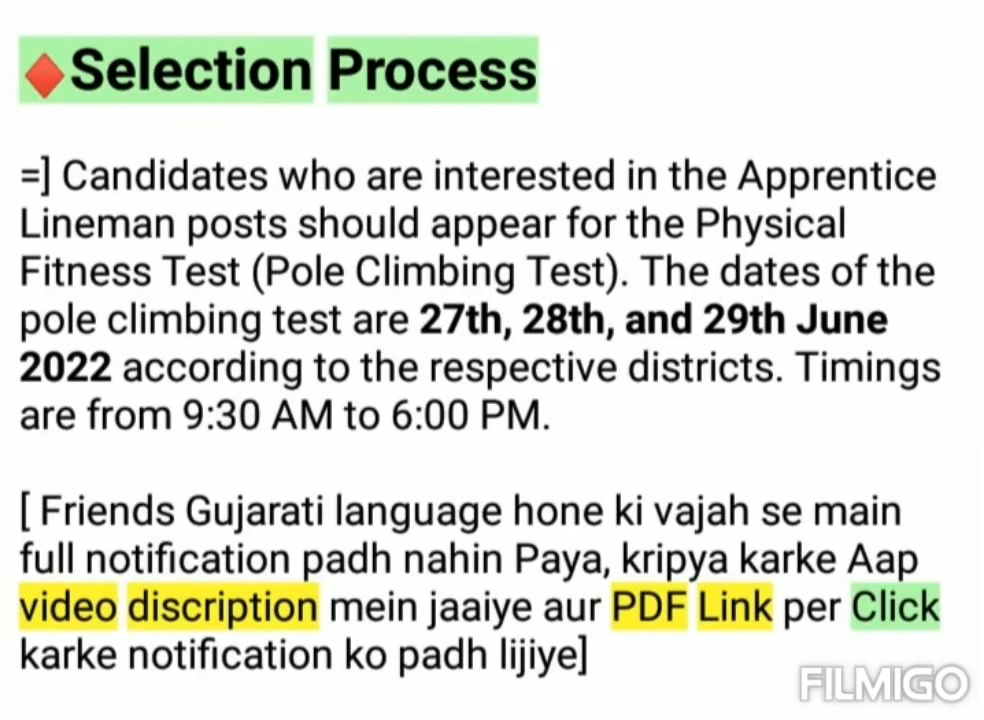 ♦Selection Process
=] Candidates who are interested in the Apprentice
Lineman posts should appear for the Physical
Fitness Test (Pole Climbing Test). The dates of the
pole climbing test are 27th, 28th, and 29th June
2022 according to the respective districts. Timings
are from 9:30 AM to 6:00 PM.
[ Friends Gujarati language hone ki vajah se main
full notification padh nahin Paya, kripya karke Aap
video discription mein jaaiye aur PDF Link per Click
karke notification ko padh lijiye]
FILMIGO